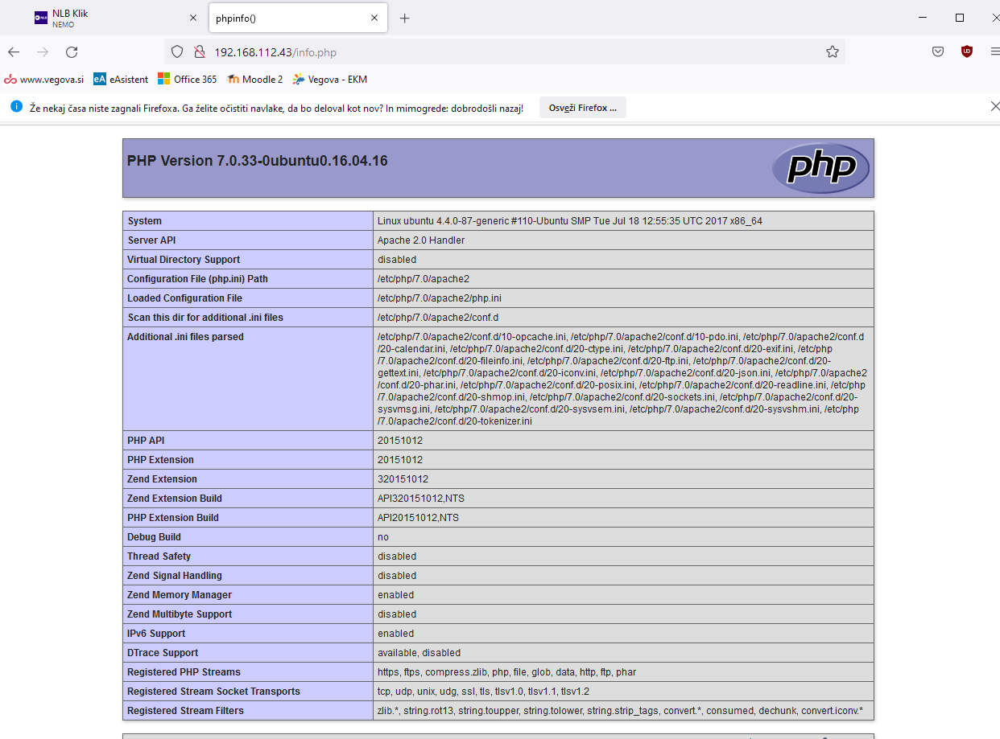 NLB Klik
NEMO
phpinfo()
192.168.112.43/info.php
www.vegova.si eA eAsistent Office 365 Moodle 2 Vegova - EKM
Že nekaj časa niste zagnali Firefoxa. Ga želite očistiti navlake, da bo deloval kot nov? In mimogrede: dobrodošli nazaj! Osveži Firefox ...
PHP Version 7.0.33-0ubuntu0.16.04.16
php
System Linux ubuntu 4.4.0-87-generic #110-Ubuntu SMP Tue Jul 18 12:55:35 UTC 2017 x86_64
Server API Apache 2.0 Handler
Virtual Directory Support disabled
Configuration File (php.ini) Path /etc/php/7.0/apache2
Loaded Configuration File /etc/php/7.0/apache2/php.ini
Scan this dir for additional .ini files /etc/php/7.0/apache2/conf.d
Additional .ini files parsed /etc/php/7.0/apache2/conf.d/10-opcache.ini, /etc/php/7.0/apache2/conf.d/10-pdo.ini, /etc/php/7.0/apache2/conf.d
/20-calendar.ini, /etc/php/7.0/apache2/conf.d/20-ctype.ini, /etc/php/7.0/apache2/conf.d/20-exif.ini, /etc/php
/7.0/apache2/conf.d/20-fileinfo.ini, /etc/php/7.0/apache2/conf.d/20-ftp.ini, /etc/php/7.0/apache2/conf.d/20-
gettext.ini, /etc/php/7.0/apache2/conf.d/20-iconv.ini, /etc/php/7.0/apache2/conf.d/20-json.ini, /etc/php/7.0/apache2
/conf.d/20-phar.ini, /etc/php/7.0/apache2/conf.d/20-posix.ini, /etc/php/7.0/apache2/conf.d/20-readline.ini, /etc/php
/7.0/apache2/conf.d/20-shmop.ini, /etc/php/7.0/apache2/conf.d/20-sockets.ini, /etc/php/7.0/apache2/conf.d/20-
sysvmsg.ini, /etc/php/7.0/apache2/conf.d/20-sysvsem.ini, /etc/php/7.0/apache2/conf.d/20-sysvshm.ini, /etc/php
/7.0/apache2/conf.d/20-tokenizer.ini
PHP API 20151012
PHP Extension 20151012
Zend Extension 320151012
Zend Extension Build API320151012,NTS
PHP Extension Build API20151012,NTS
Debug Build no
Thread Safety disabled
Zend Signal Handling disabled
Zend Memory Manager enabled
Zend Multibyte Support disabled
IPv6 Support enabled
DTrace Support available, disabled
Registered PHP Streams https, ftps, compress.zlib, php, file, glob, data, http, ftp, phar
Registered Stream Socket Transports tcp, udp, unix, udg, ssl, tls, tlsv1.0, tlsv1.1, tlsv1.2
Registered Stream Filters zlib.*, string.rot13, string.toupper, string.tolower, string.strip_tags, convert.*, consumed, dechunk, convert.iconv.*